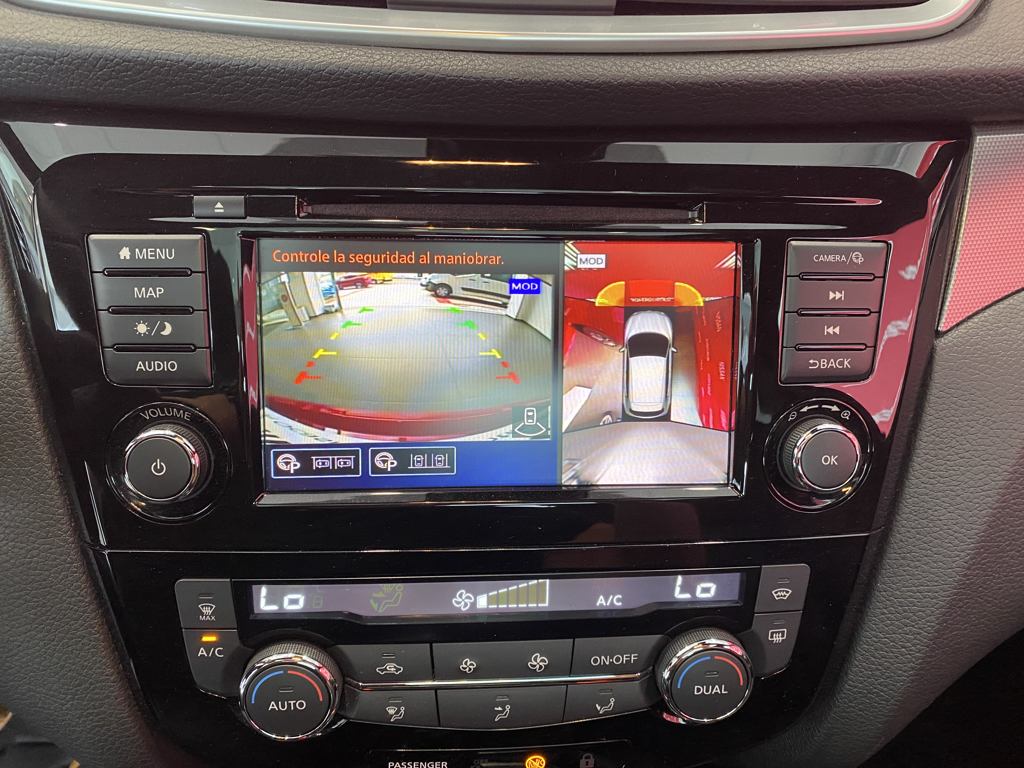 MENU
MAP
AUDIO
VOLUME
Controle la seguridad al maniobrar.
MOD
MOD
P
P
NISSAN
CAMERA/P
BACK
OK
Lo
A/C
Lo
MAX
A/C
AUTO
ON·OFF
DUAL
PASSENGER